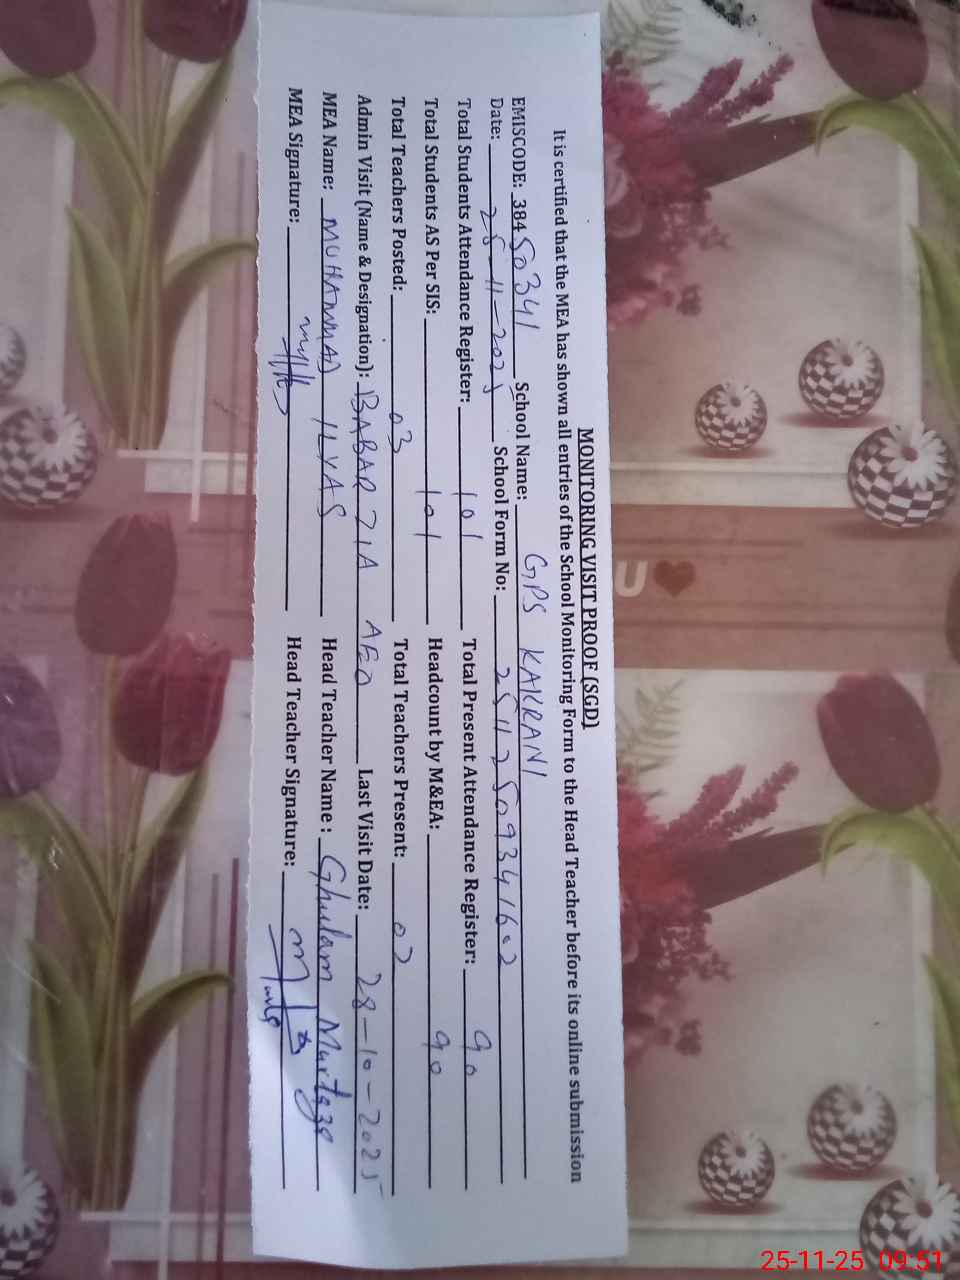 MONITORING VISIT PROOF (SGD)
It is certified that the MEA has shown all entries of the School Monitoring Form to the Head Teacher before its online submission
EMISCODE: 38450341 School Name: GPS KAKRANI
Date: 25-11-2025 School Form No: 25112509341602
Total Students Attendance Register: 101 Total Present Attendance Register: 90
Total Students AS Per SIS: 101 Headcount by M&EA: 90
Total Teachers Posted: 03 Total Teachers Present: 03
Admin Visit (Name & Designation): BABAR ZIA AEO Last Visit Date: 28-10-2025
MEA Name: MUHAMMAD ILYAS Head Teacher Name: Ghulam Murtaza
MEA Signature: Head Teacher Signature:
U
25-11-25 09:51